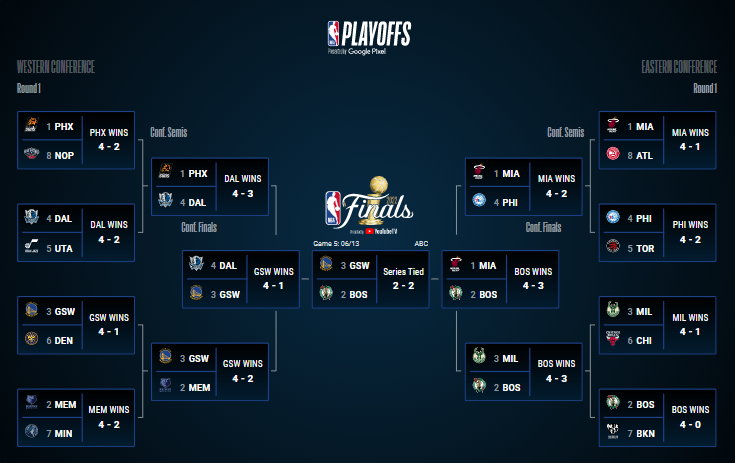 NBA PLAYOFFS
Presented by Google Pixel
WESTERN CONFERENCE
EASTERN CONFERENCE
Round 1
Round 1
1 PHX
8 NOP
PHX WINS
4 - 2
4 DAL
5 UTA
DAL WINS
4 - 2
3 GSW
6 DEN
GSW WINS
4 - 1
2 MEM
7 MIN
MEM WINS
4 - 2
Conf. Semis
1 PHX
4 DAL
DAL WINS
4 - 3
3 GSW
2 MEM
GSW WINS
4 - 2
Conf. Finals
4 DAL
3 GSW
GSW WINS
4 - 1
2022
NBA Finals
Presented by YouTube TV
Game 5: 06/13
ABC
3 GSW
2 BOS
Series Tied
2 - 2
Conf. Finals
1 MIA
2 BOS
BOS WINS
4 - 3
Conf. Semis
1 MIA
4 PHI
MIA WINS
4 - 2
3 MIL
2 BOS
BOS WINS
4 - 3
1 MIA
8 ATL
MIA WINS
4 - 1
4 PHI
5 TOR
PHI WINS
4 - 2
3 MIL
6 CHI
MIL WINS
4 - 1
2 BOS
7 BKN
BOS WINS
4 - 0